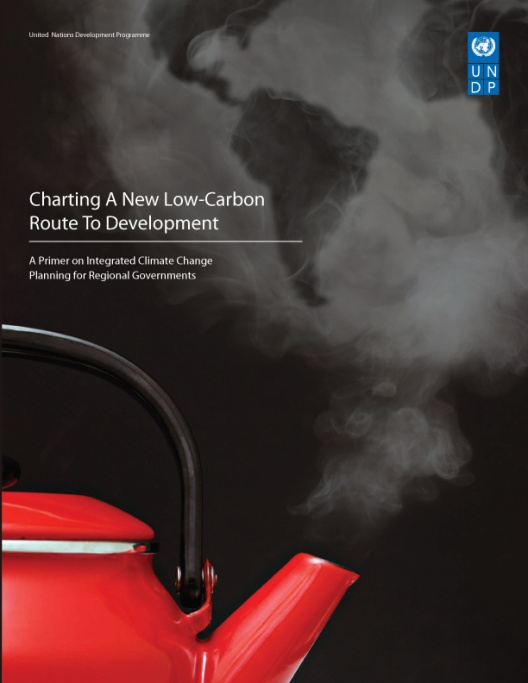 United Nations Development Programme
U N
D P
Charting A New Low-Carbon
Route To Development
A Primer on Integrated Climate Change
Planning for Regional Governments